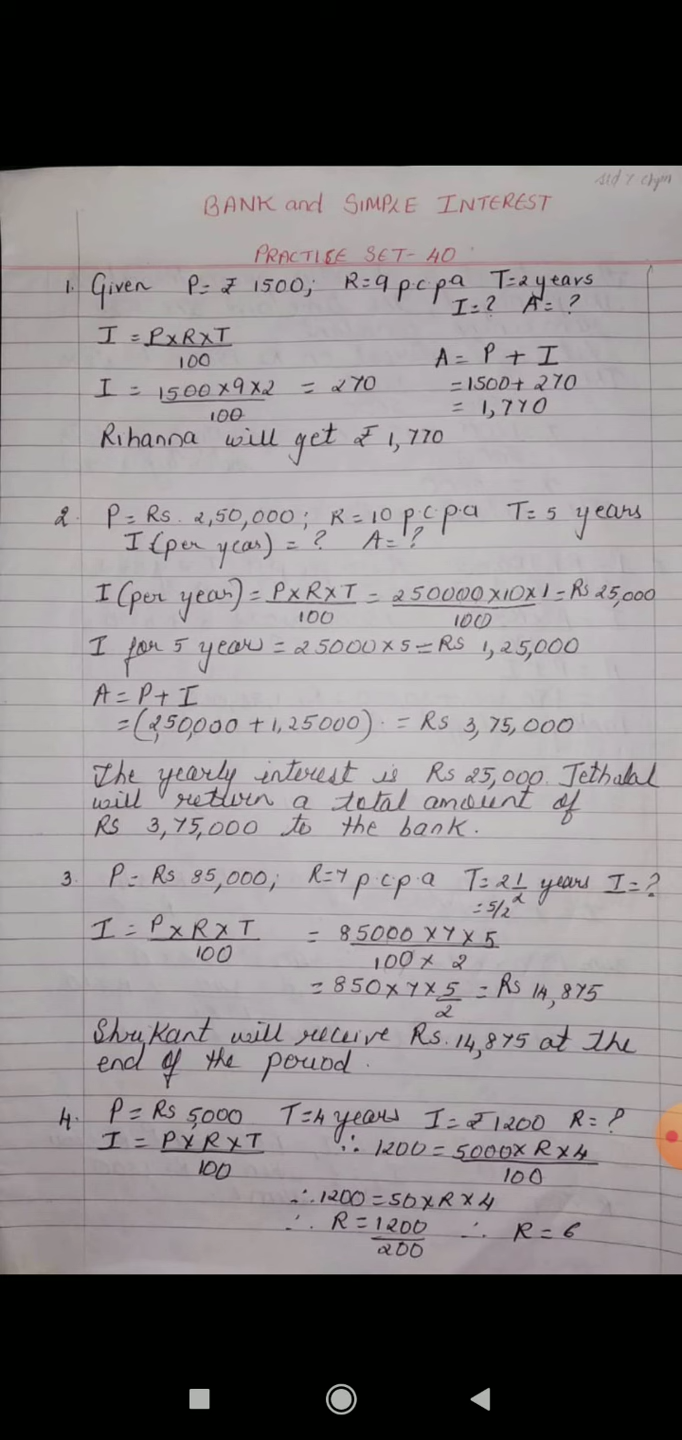 std 7 chpn
BANK and SIMPLE INTEREST
PRACTISE SET- 40
1. Given P= ₹ 1500; R=9 p c p a T=2 years
I=? A=?
I = P×R×T
100
A= P + I
I = 1500×9×2 = 270
100
=1500+ 270
= 1,770
Rihanna will get ₹ 1,770
2. P= Rs. 2,50,000; R=10 p.c p.a T= 5 years
I (per year) = ? A=?
I (per year)= P×R×T = 250000×10×1 = Rs 25,000
100 100
I for 5 years = 25000×5 = Rs 1,25,000
A= P+ I
=(2,50,000 +1,25000) = Rs 3,75,000
The yearly interest is Rs 25,000. Jethalal
will return a total amount of
RS 3,75,000 to the bank.
3. P= Rs 85,000; R=7 p.c.p.a T=2 1/2 years I=?
=5/2
I = P×R×T = 85000 ×7×5
100 100 × 2
= 850×7×5 = Rs 14,875
2
Shrikant will receive Rs. 14,875 at the
end of the period.
4. P= Rs 5,000 T=4 years I=₹1200 R= ?
I = P×R×T ∵ 1200 = 5000×R×4
100 100
∴1200=50×R×4
∴ R=1200 ∴ R=6
200